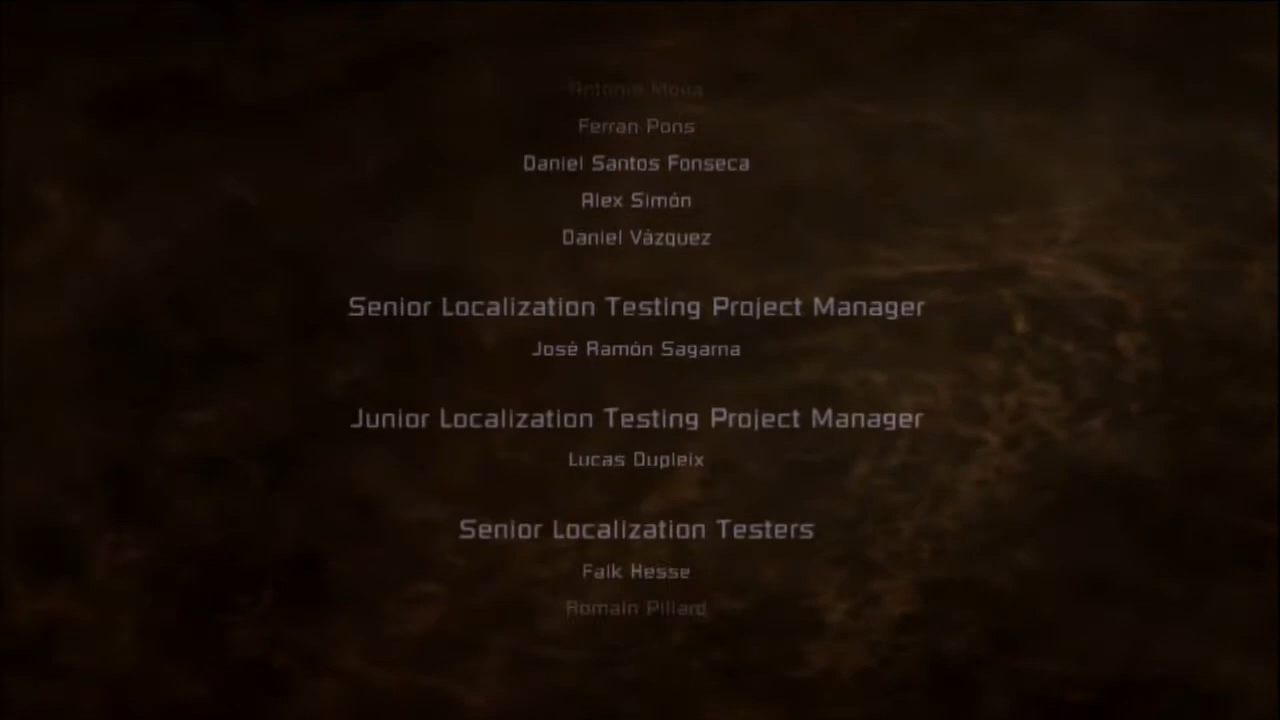 Ferran Pons
Daniel Santos Fonseca
Alex Simón
Daniel Vázquez
Senior Localization Testing Project Manager
José Ramón Sagarna
Junior Localization Testing Project Manager
Lucas Dupleix
Senior Localization Testers
Falk Hesse
Romain Pillard